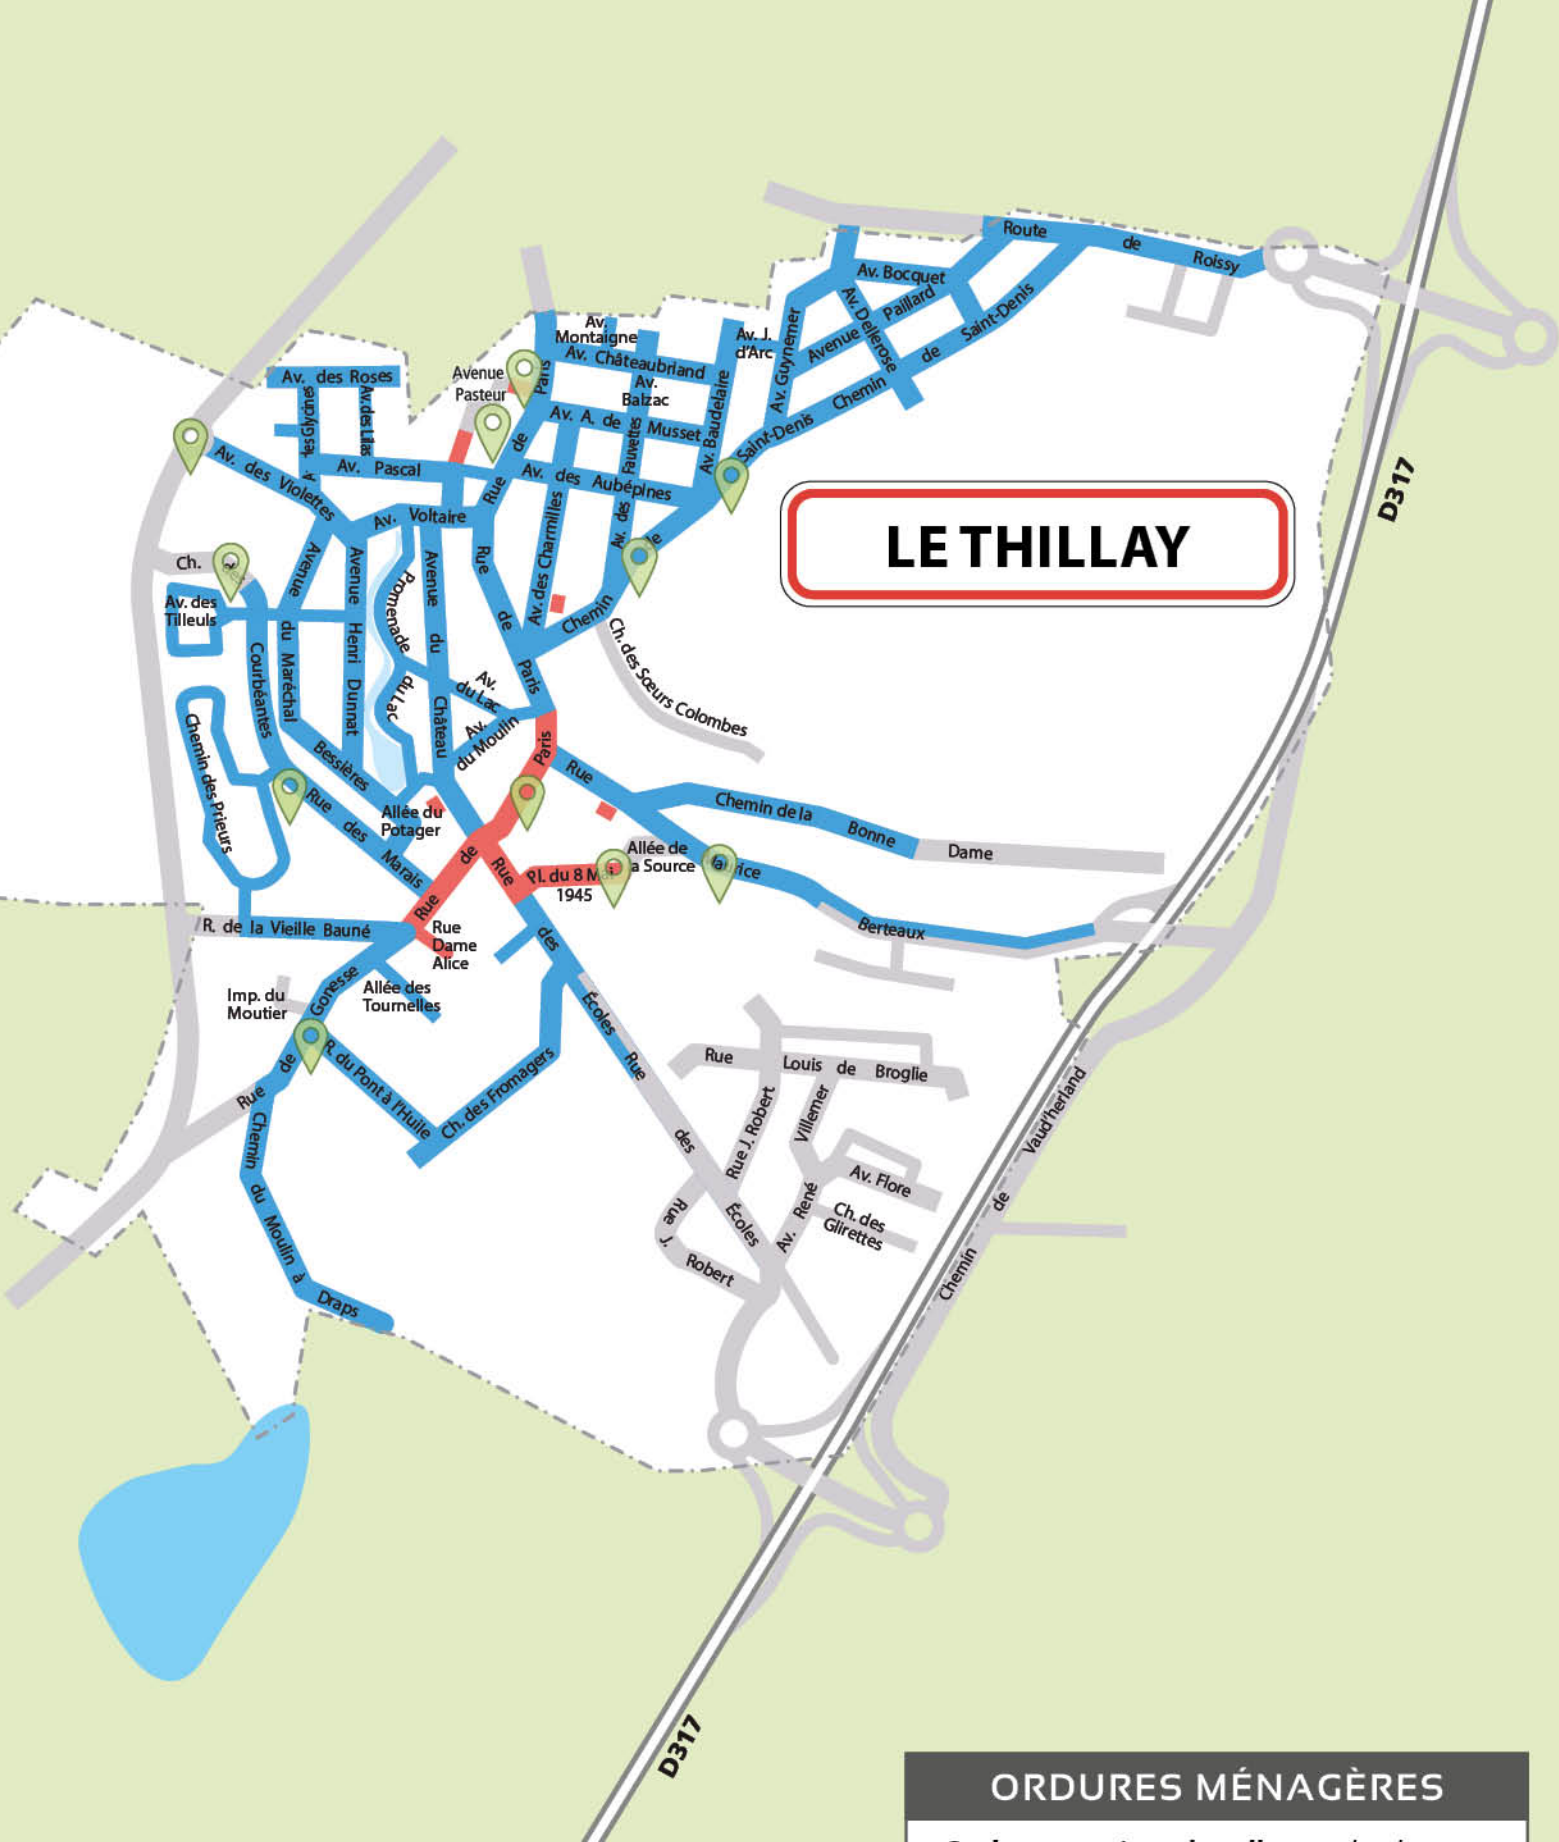 Route de Roissy
Av. Bocquet
Avenue Paillard
Av. Dellerose
Chemin de Saint-Denis
Av. Guynemer
Av. J.
d'Arc
Av.
Montaigne
Av. Châteaubriand
Av.
Balzac
Av. A. de Musset
Av. Baudelaire
Av. des Fauvettes
Av. des Aubépines
Av. des Charmilles
Avenue
Pasteur
Rue de Paris
Av. des Roses
Av. des Lilas
les Glycines
Av. Pascal
Av. des Violettes
Av. Voltaire
D317
LE THILLAY
Ch. des Courbéantes
Av. des
Tilleuls
Avenue du Maréchal Bessières
Avenue Henri Dunnat
Promenade du Lac
Avenue du Château
Rue de Paris
Av.
du Lac
Av.
du Moulin
Chemin de Saint-Denis
Ch. des Sœurs Colombes
Chemin des Prieurs
Rue des Marais
Allée du
Potager
Paris
Rue Maurice Berteaux
Chemin de la Bonne Dame
Allée de
la Source
Pl. du 8 Mai
1945
Rue de
R. de la Vieille Bauné
Rue
Dame
Alice
Allée des
Tournelles
Imp. du
Moutier
Rue de Gonesse
R. du Pont à l'Huile
Ch. des Fromagers
Chemin du Moulin à Draps
Rue des Écoles
Rue des Écoles
Rue Louis de Broglie
Rue J. Robert
Rue J. Robert
Av. René Villemer
Av. Flore
Ch. des
Glirettes
Chemin de Vaud'herland
D317
ORDURES MÉNAGÈRES